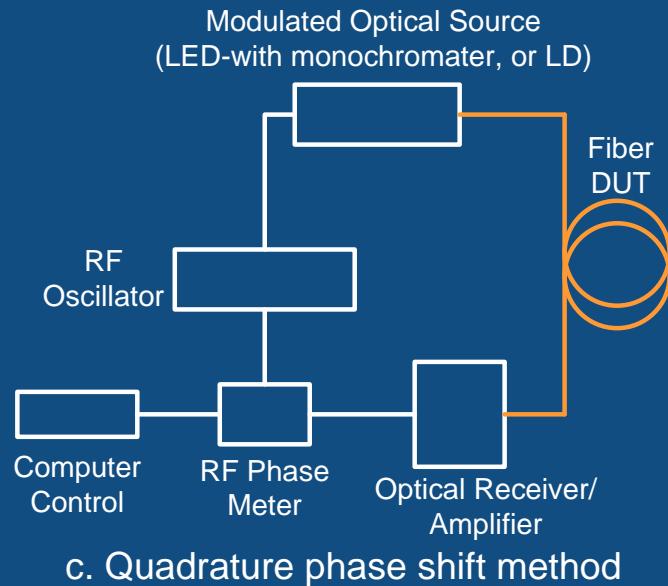 Modulated Optical Source
(LED-with monochromater, or LD)
Fiber
DUT
RF
Oscillator
Computer
Control
RF Phase
Meter
Optical Receiver/
Amplifier
c. Quadrature phase shift method